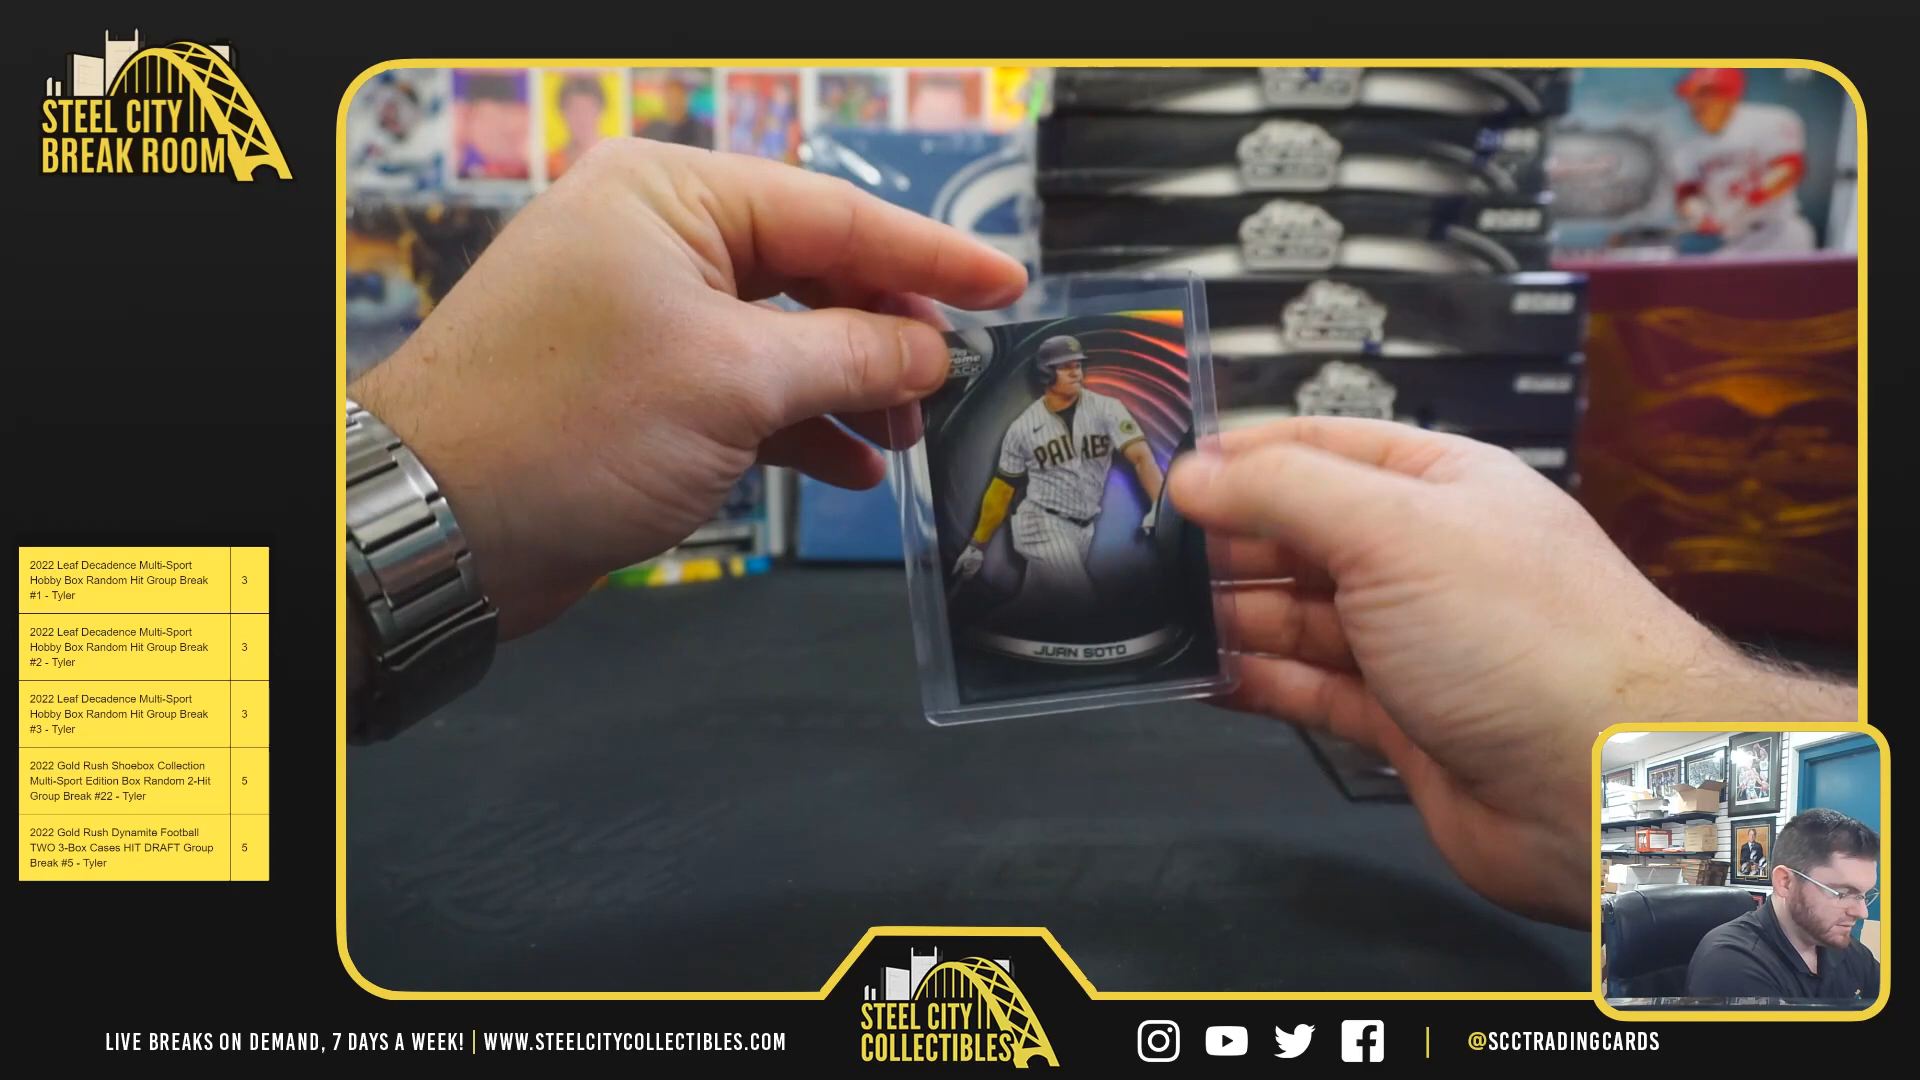 STEEL CITY
BREAK ROOM
PADRES
JUAN SOTO
2022 Leaf Decadence Multi-Sport
Hobby Box Random Hit Group Break
#1 - Tyler
3
2022 Leaf Decadence Multi-Sport
Hobby Box Random Hit Group Break
#2 - Tyler
3
2022 Leaf Decadence Multi-Sport
Hobby Box Random Hit Group Break
#3 - Tyler
3
2022 Gold Rush Shoebox Collection
Multi-Sport Edition Box Random 2-Hit
Group Break #22 - Tyler
5
2022 Gold Rush Dynamite Football
TWO 3-Box Cases HIT DRAFT Group
Break #5 - Tyler
5
LIVE BREAKS ON DEMAND, 7 DAYS A WEEK! | WWW.STEELCITYCOLLECTIBLES.COM
STEEL CITY
COLLECTIBLES
| @SCCTRADINGCARDS